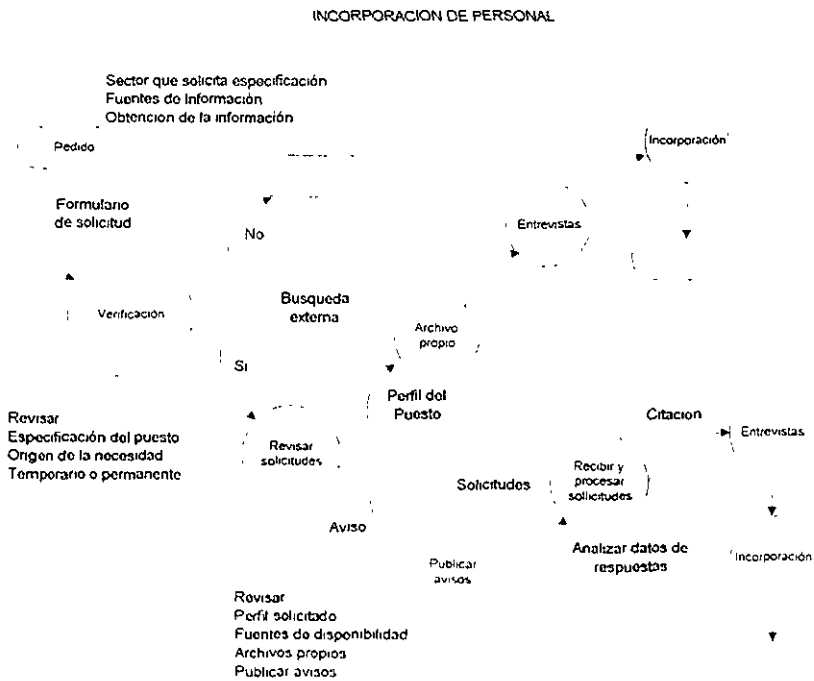 INCORPORACION DE PERSONAL
Sector que solicita especificación
Fuentes de Información
Obtencion de la información
Pedido
Incorporación
Formulario
de solicitud
No
Entrevistas
Verificación
Busqueda
externa
Archivo
propio
Si
Perfil del
Puesto
Revisar
Especificación del puesto
Origen de la necesidad
Temporario o permanente
Revisar
solicitudes
Citacion
Entrevistas
Solicitudes
Recibir y
procesar
sollicitudes
Aviso
Analizar datos de
respuestas
Incorporación
Publicar
avisos
Revisar
Perfil solicitado
Fuentes de disponibilidad
Archivos propios
Publicar avisos